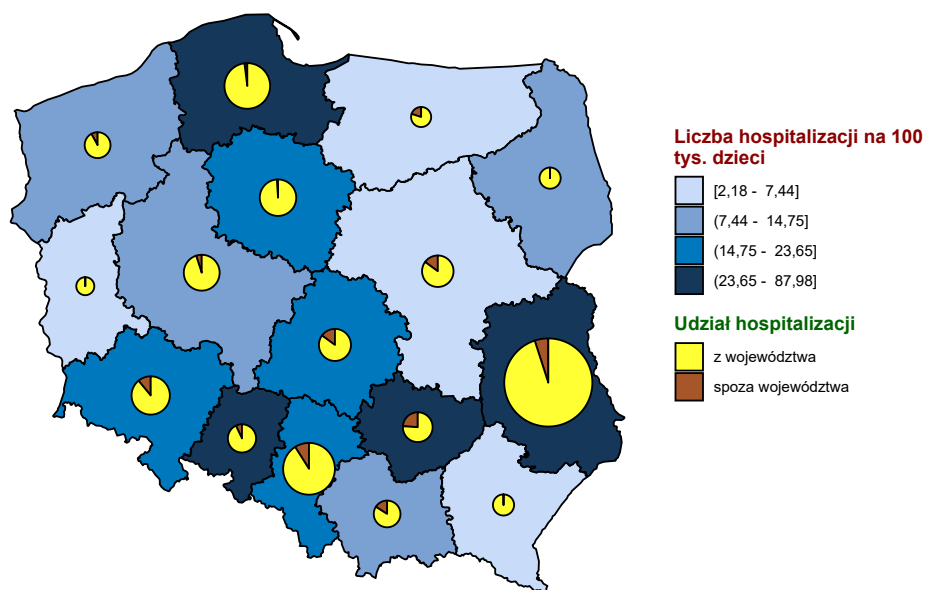 Liczba hospitalizacji na 100
tys. dzieci
[2,18 - 7,44]
(7,44 - 14,75]
(14,75 - 23,65]
(23,65 - 87,98]
Udział hospitalizacji
z województwa
spoza województwa